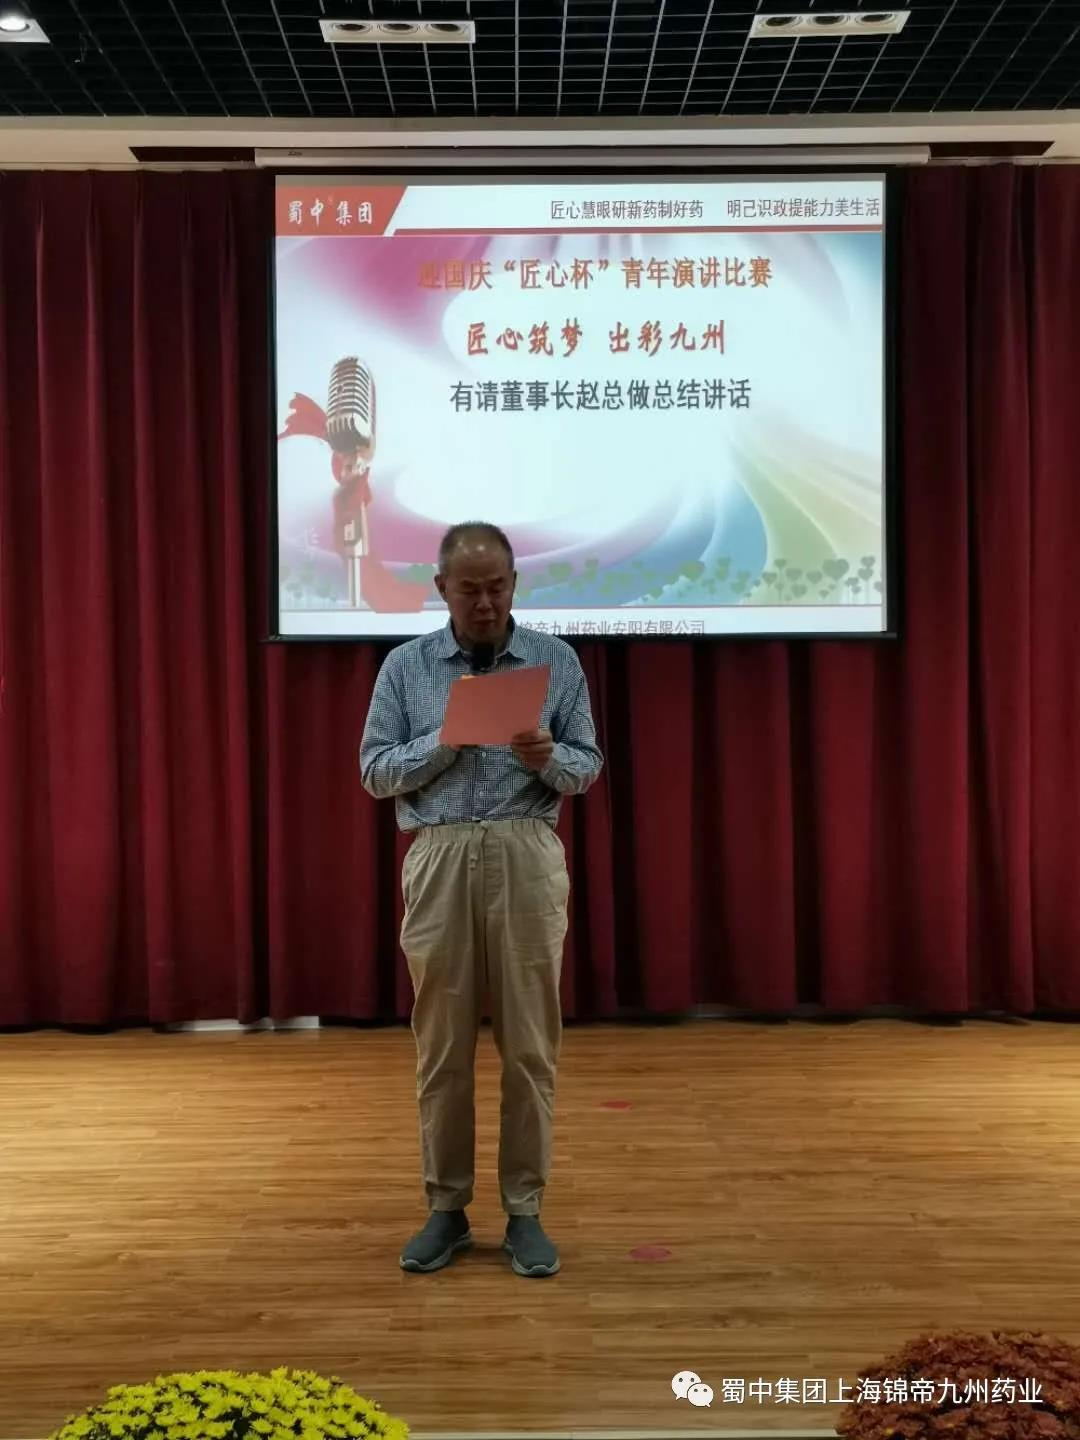 蜀中集团
匠心慧眼研新药制好药 明己识政提能力美生活
迎国庆“匠心杯”青年演讲比赛
匠心筑梦 出彩九州
有请董事长赵总做总结讲话
锦帝九州药业安阳有限公司
蜀中集团上海锦帝九州药业